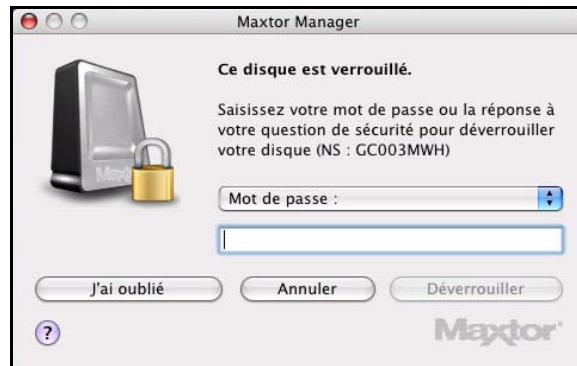 Maxtor Manager
Ce disque est verrouillé.
Saisissez votre mot de passe ou la réponse à
votre question de sécurité pour déverrouiller
votre disque (NS : GC003MWH)
Maxtor
Mot de passe :
J'ai oublié
Annuler
Déverrouiller
?
Maxtor